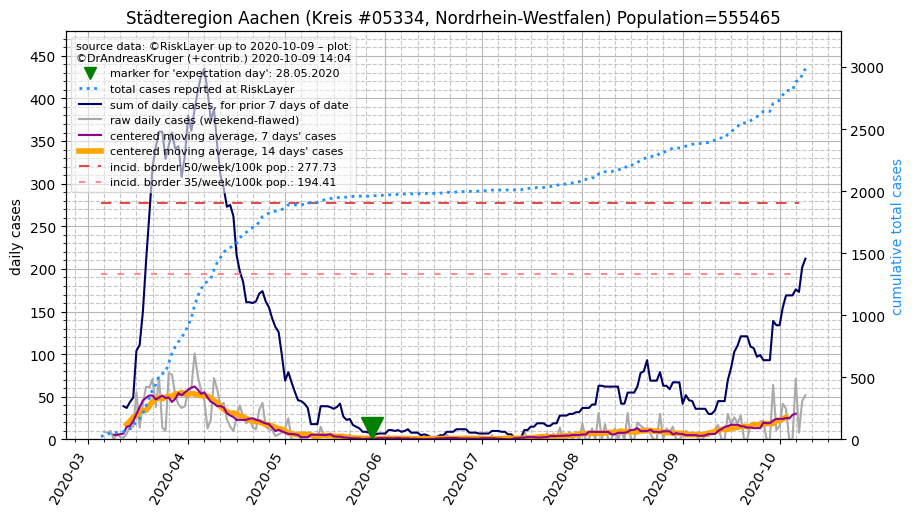 Städteregion Aachen (Kreis #05334, Nordrhein-Westfalen) Population=555465
source data: ©RiskLayer up to 2020-10-09 – plot:
©DrAndreasKruger (+contrib.) 2020-10-09 14:04
marker for 'expectation day': 28.05.2020
total cases reported at RiskLayer
sum of daily cases, for prior 7 days of date
raw daily cases (weekend-flawed)
centered moving average, 7 days' cases
centered moving average, 14 days' cases
incid. border 50/week/100k pop.: 277.73
incid. border 35/week/100k pop.: 194.41
daily cases
450
400
350
300
250
200
150
100
50
0
cumulative total cases
3000
2500
2000
1500
1000
500
0
2020-03
2020-04
2020-05
2020-06
2020-07
2020-08
2020-09
2020-10